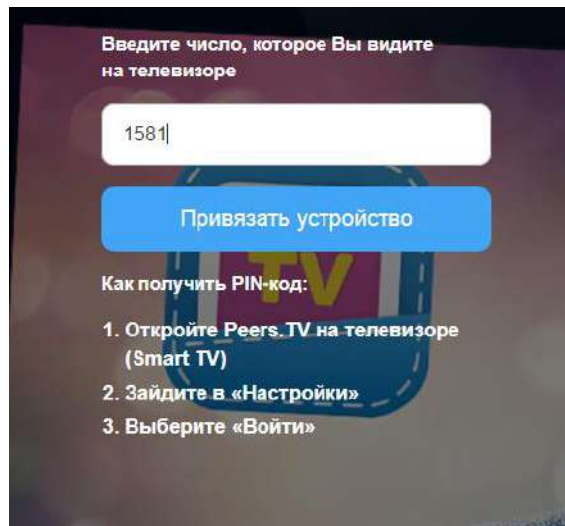 Введите число, которое Вы видите
на телевизоре
1581
Привязать устройство
TV
Как получить PIN-код:
1. Откройте Peers.TV на телевизоре
(Smart TV)
2. Зайдите в «Настройки»
3. Выберите «Войти»